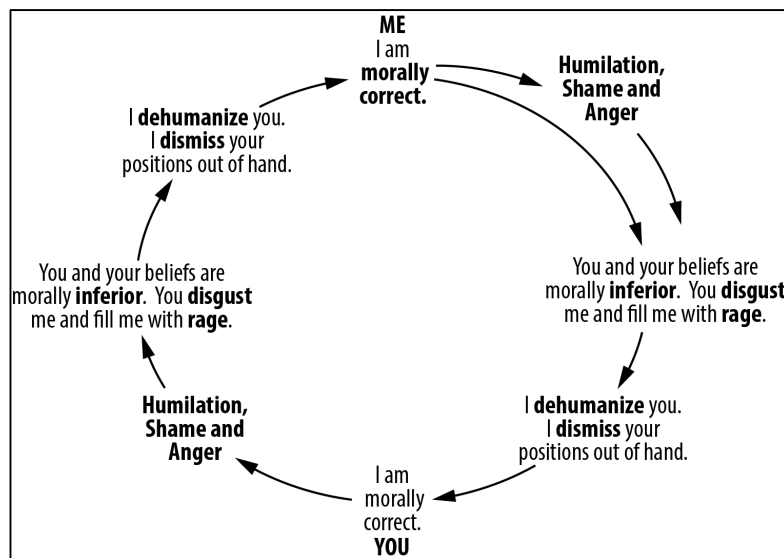 ME
I am
morally
correct.
Humilation,
Shame and
Anger
You and your beliefs are
morally inferior.  You disgust
me and fill me with rage.
I dehumanize you.
I dismiss your
positions out of hand.
I am
morally
correct.
YOU
Humilation,
Shame and
Anger
You and your beliefs are
morally inferior.  You disgust
me and fill me with rage.
I dehumanize you.
I dismiss your
positions out of hand.